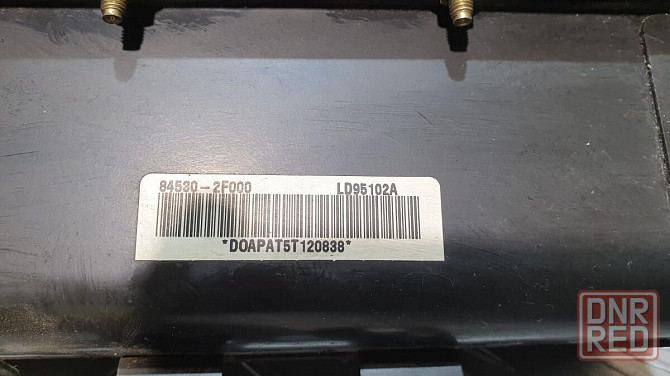 84530-2F000 LD95102A
*DOAPAT5T120838*
DNR
RED